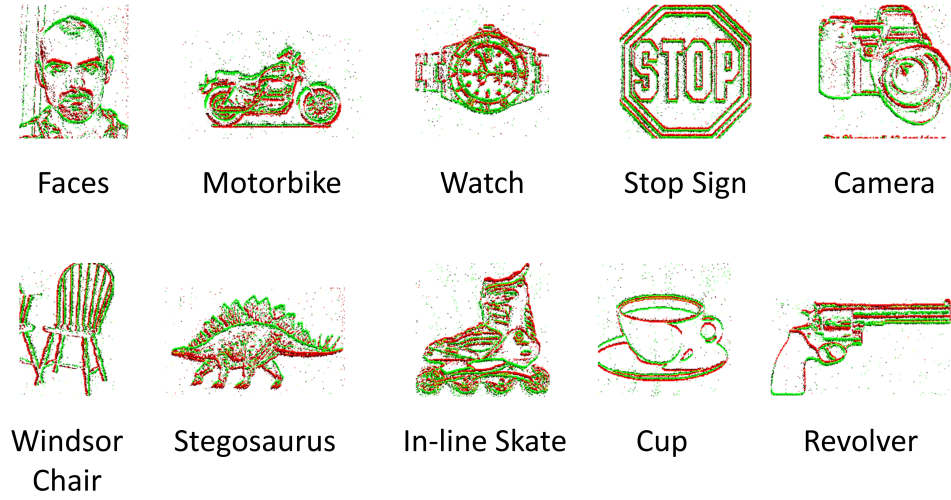 STOP
Faces
Motorbike
Watch
Stop Sign
Camera
Windsor
Chair
Stegosaurus
In-line Skate
Cup
Revolver